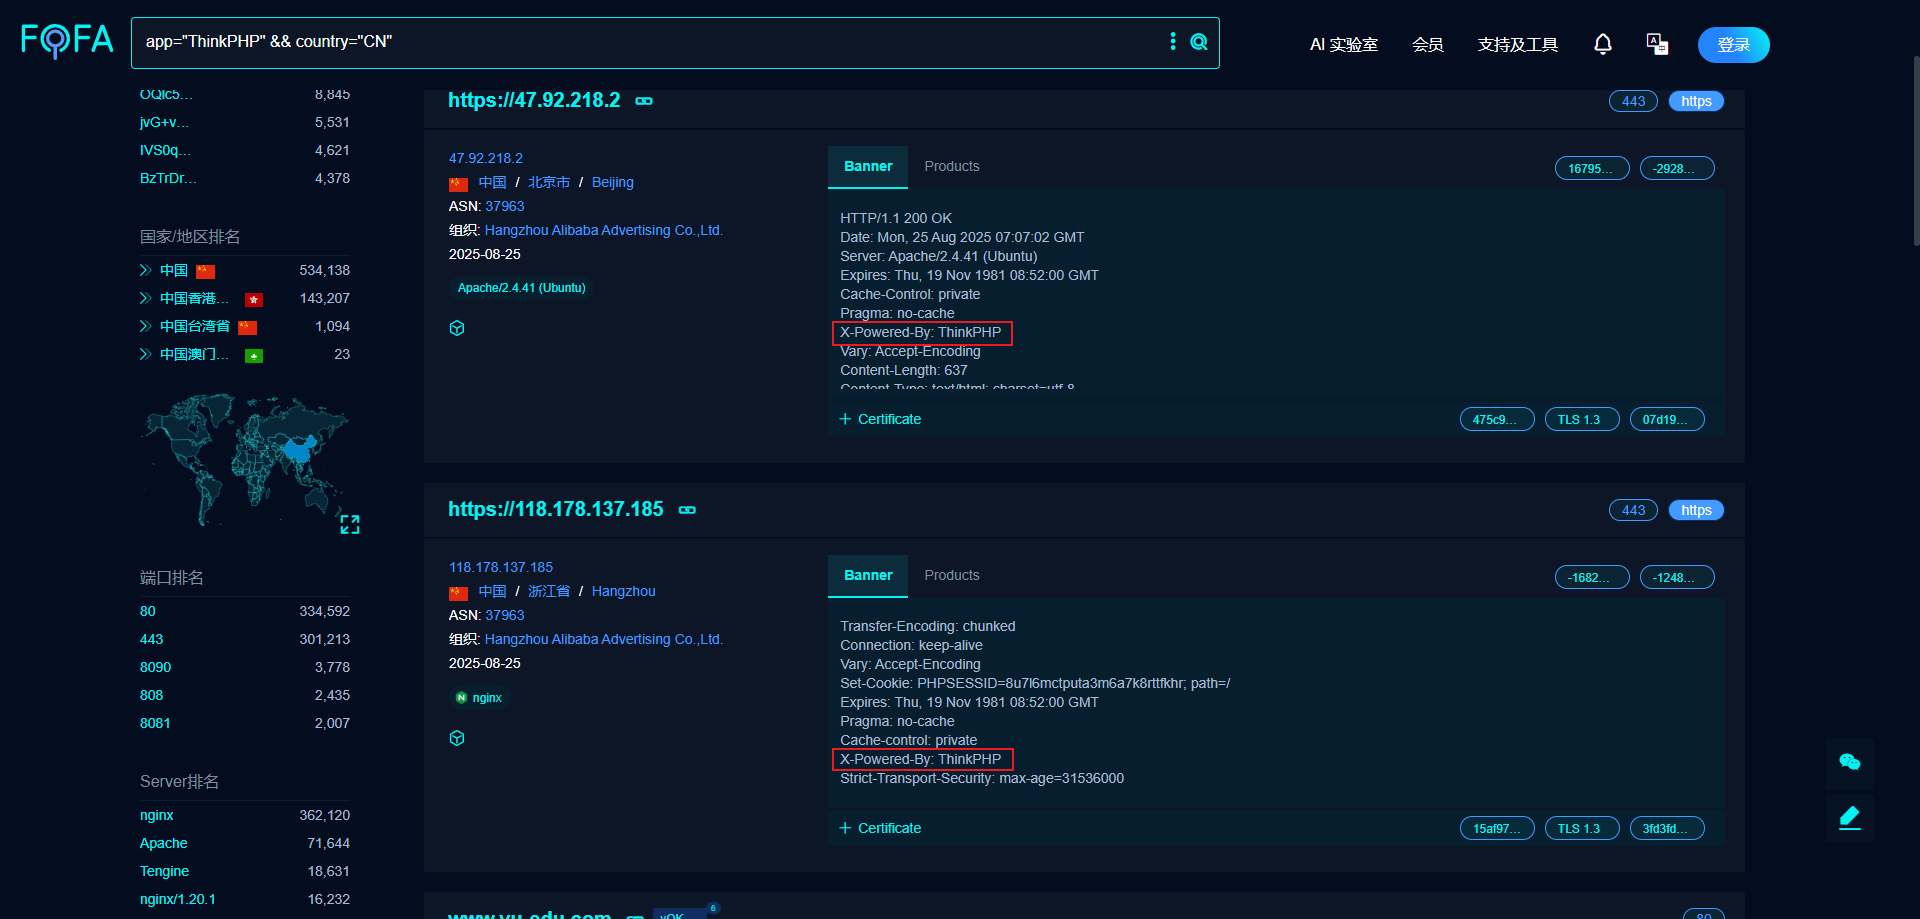 FOFA
app="ThinkPHP" && country="CN"
AI 实验室
会员
支持及工具
登录
OQlc5...
8,845
jvG+v...
5,531
IVS0q...
4,621
BzTrDr...
4,378
国家/地区排名
中国
534,138
中国香港...
143,207
中国台湾省
1,094
中国澳门...
23
端口排名
80
334,592
443
301,213
8090
3,778
808
2,435
8081
2,007
Server排名
nginx
362,120
Apache
71,644
Tengine
18,631
nginx/1.20.1
16,232
https://47.92.218.2
443
https
47.92.218.2
中国 / 北京市 / Beijing
ASN: 37963
组织: Hangzhou Alibaba Advertising Co.,Ltd.
2025-08-25
Apache/2.4.41 (Ubuntu)
Banner
Products
16795...
-2928...
HTTP/1.1 200 OK
Date: Mon, 25 Aug 2025 07:07:02 GMT
Server: Apache/2.4.41 (Ubuntu)
Expires: Thu, 19 Nov 1981 08:52:00 GMT
Cache-Control: private
Pragma: no-cache
X-Powered-By: ThinkPHP
Vary: Accept-Encoding
Content-Length: 637
Content-Type: text/html; charset=utf-8
+ Certificate
475c9...
TLS 1.3
07d19...
https://118.178.137.185
443
https
118.178.137.185
中国 / 浙江省 / Hangzhou
ASN: 37963
组织: Hangzhou Alibaba Advertising Co.,Ltd.
2025-08-25
nginx
Banner
Products
-1682...
-1248...
Transfer-Encoding: chunked
Connection: keep-alive
Vary: Accept-Encoding
Set-Cookie: PHPSESSID=8u7l6mctputa3m6a7k8rttfkhr; path=/
Expires: Thu, 19 Nov 1981 08:52:00 GMT
Pragma: no-cache
Cache-control: private
X-Powered-By: ThinkPHP
Strict-Transport-Security: max-age=31536000
+ Certificate
15af97...
TLS 1.3
3fd3fd...
www.yu-edu.com
6
80